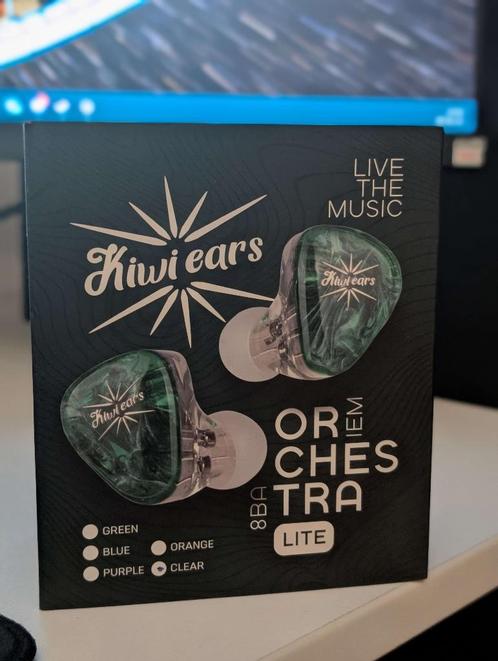 LIVE
THE
MUSIC
Kiwi ears
Kiwi ears
Kiwi ears
OR
CHES
TRA
IEM
8BA
LITE
GREEN
BLUE
PURPLE
ORANGE
CLEAR